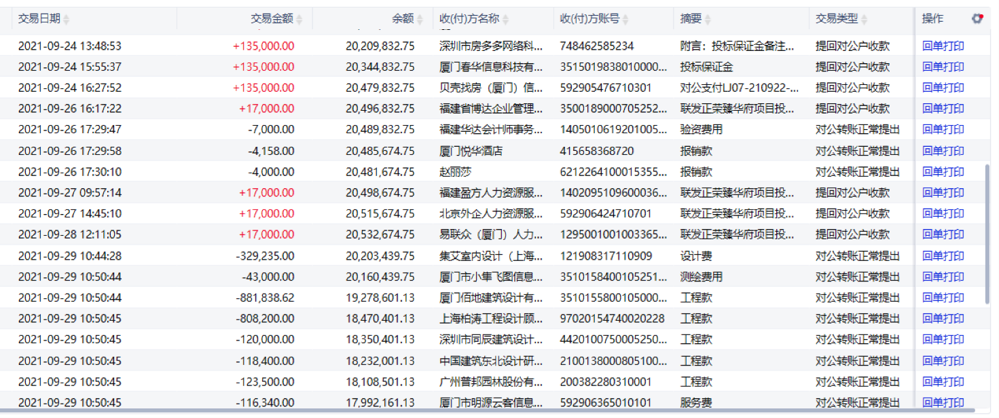 交易日期 交易金额 余额 收(付)方名称 收(付)方账号 摘要 交易类型 操作
2021-09-24 13:48:53 +135,000.00 20,209,832.75 深圳市房多多网络科... 748462585234 附言：投标保证金备注... 提回对公户收款 回单打印
2021-09-24 15:55:37 +135,000.00 20,344,832.75 厦门春华信息科技有... 3515019838010000... 投标保证金 提回对公户收款 回单打印
2021-09-24 16:27:52 +135,000.00 20,479,832.75 贝壳找房（厦门）信... 592905476710301 对公支付LJ07-210922-... 提回对公户收款 回单打印
2021-09-26 16:17:22 +17,000.00 20,496,832.75 福建省博达企业管理... 3500189000705252... 联发正荣臻华府项目投... 提回对公户收款 回单打印
2021-09-26 17:29:47 -7,000.00 20,489,832.75 福建华达会计师事务... 1405010619201005... 验资费用 对公转账正常提出 回单打印
2021-09-26 17:29:58 -4,158.00 20,485,674.75 厦门悦华酒店 415658368720 报销款 对公转账正常提出 回单打印
2021-09-26 17:30:10 -4,000.00 20,481,674.75 赵丽莎 6212264100015355... 报销款 对公转账正常提出 回单打印
2021-09-27 09:57:14 +17,000.00 20,498,674.75 福建盈方人力资源服... 1402095109600036... 联发正荣臻华府项目投... 提回对公户收款 回单打印
2021-09-27 14:45:10 +17,000.00 20,515,674.75 北京外企人力资源服... 592906424710701 联发正荣臻华府项目投... 提回对公户收款 回单打印
2021-09-28 12:11:05 +17,000.00 20,532,674.75 易联众（厦门）人力... 1295001001003365... 联发正荣臻华府项目投... 提回对公户收款 回单打印
2021-09-29 10:44:28 -329,235.00 20,203,439.75 集艾室内设计（上海... 121908317110909 设计费 对公转账正常提出 回单打印
2021-09-29 10:50:44 -43,000.00 20,160,439.75 厦门市小隼飞图信息... 3510158400105251... 测绘费用 对公转账正常提出 回单打印
2021-09-29 10:50:44 -881,838.62 19,278,601.13 厦门佰地建筑设计有... 3510155800105000... 工程款 对公转账正常提出 回单打印
2021-09-29 10:50:45 -808,200.00 18,470,401.13 上海柏涛工程设计顾... 97020154740020228 工程款 对公转账正常提出 回单打印
2021-09-29 10:50:45 -120,000.00 18,350,401.13 深圳市同辰建筑设计... 4420100750005250... 工程款 对公转账正常提出 回单打印
2021-09-29 10:50:45 -118,400.00 18,232,001.13 中国建筑东北设计研... 2100138000805100... 工程款 对公转账正常提出 回单打印
2021-09-29 10:50:45 -123,500.00 18,108,501.13 广州普邦园林股份有... 200382280310001 工程款 对公转账正常提出 回单打印
2021-09-29 10:50:45 -116,340.00 17,992,161.13 厦门市明源云客信息... 592906365010101 服务费 对公转账正常提出 回单打印